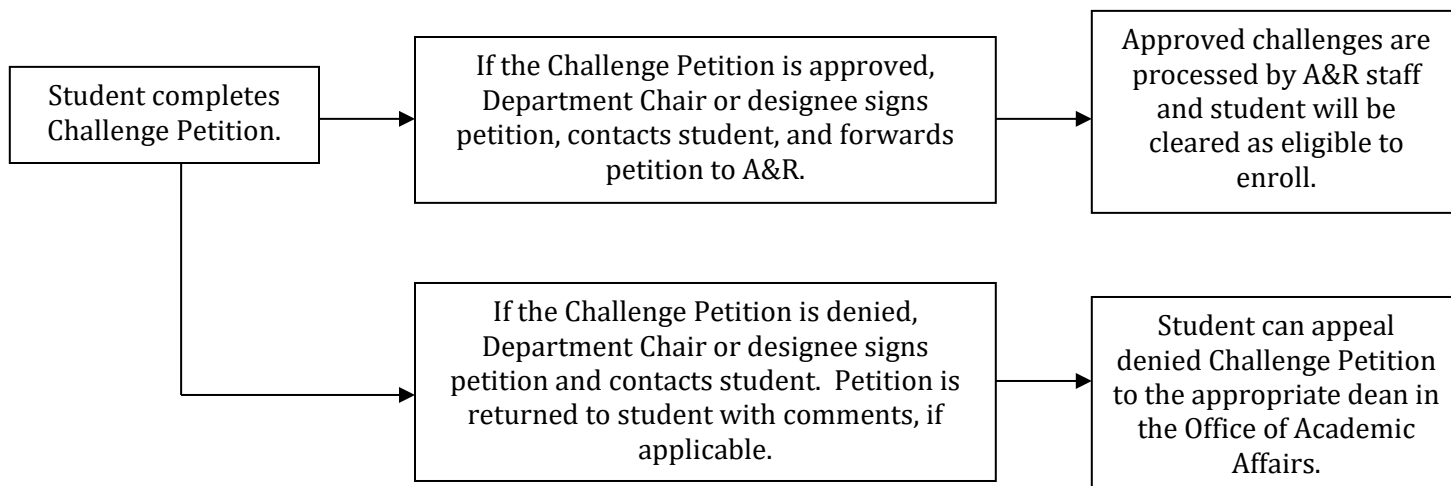 Student completes
Challenge Petition.
If the Challenge Petition is approved,
Department Chair or designee signs
petition, contacts student, and forwards
petition to A&R.
Approved challenges are
processed by A&R staff
and student will be
cleared as eligible to
enroll.
If the Challenge Petition is denied,
Department Chair or designee signs
petition and contacts student.  Petition is
returned to student with comments, if
applicable.
Student can appeal
denied Challenge Petition
to the appropriate dean in
the Office of Academic
Affairs.